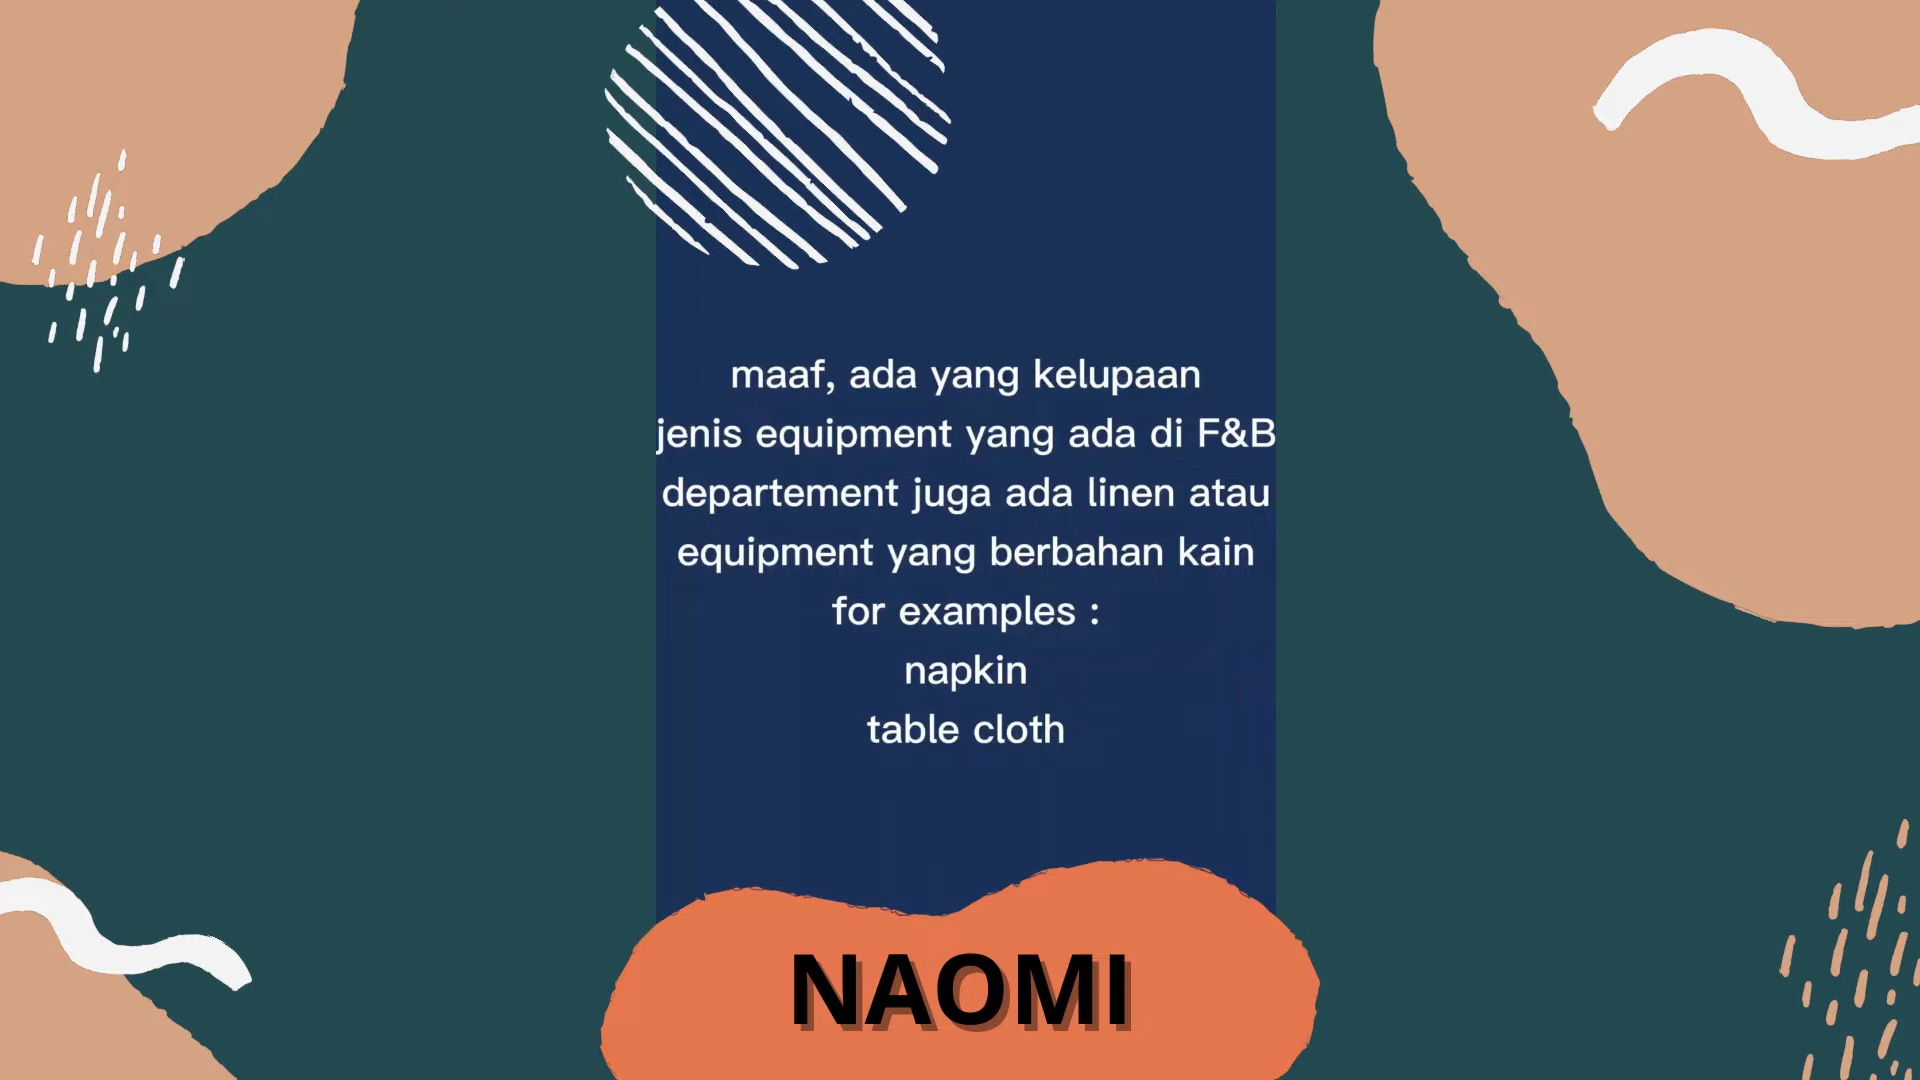 maaf, ada yang kelupaan
jenis equipment yang ada di F&B
departement juga ada linen atau
equipment yang berbahan kain
for examples :
napkin
table cloth
NAOMI